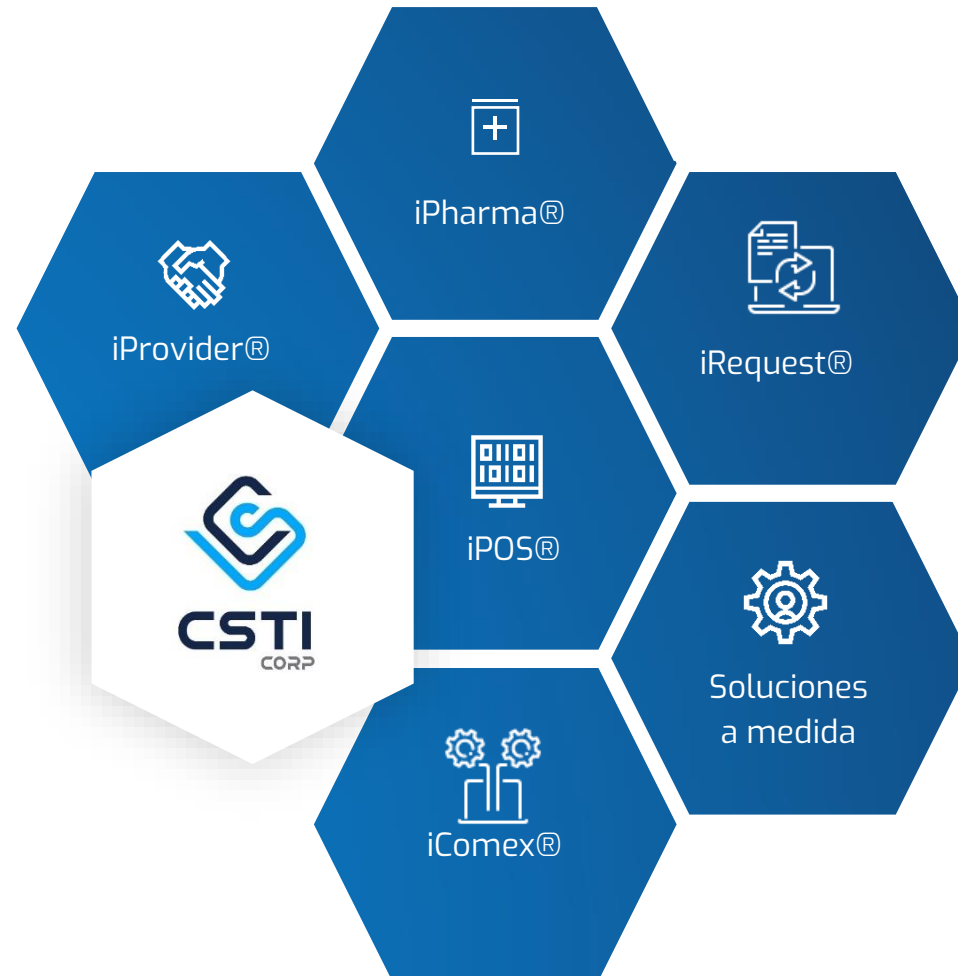 iPharma®
iProvider®
iRequest®
iPOS®
CSTI
CORP
Soluciones
a medida
iComex®